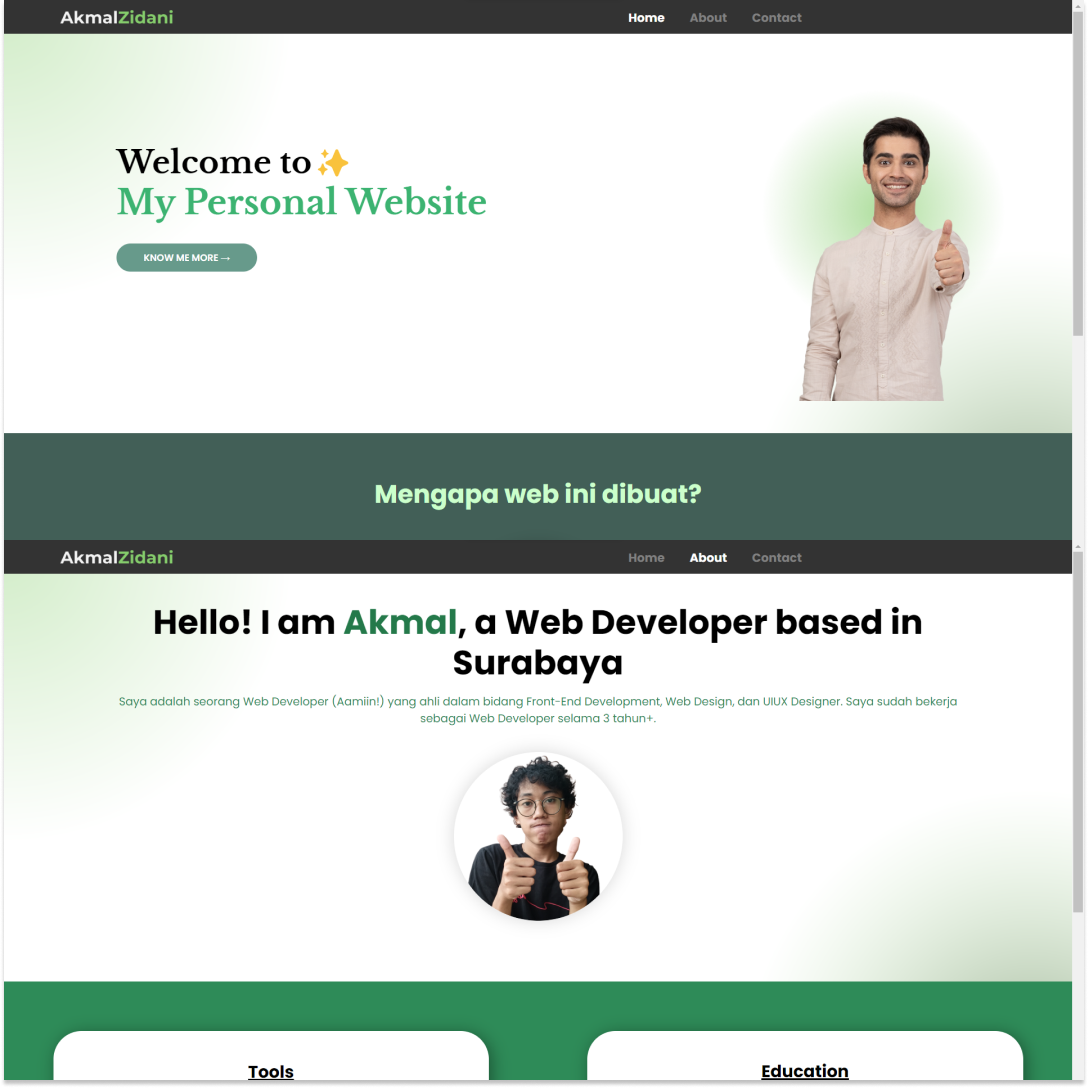 AkmalZidani
Home About Contact
Welcome to✨
My Personal Website
KNOW ME MORE →
Mengapa web ini dibuat?
AkmalZidani
Home About Contact
Hello! I am Akmal, a Web Developer based in
Surabaya
Saya adalah seorang Web Developer (Aamiin!) yang ahli dalam bidang Front-End Development, Web Design, dan UIUX Designer. Saya sudah bekerja
sebagai Web Developer selama 3 tahun+.
Tools
Education